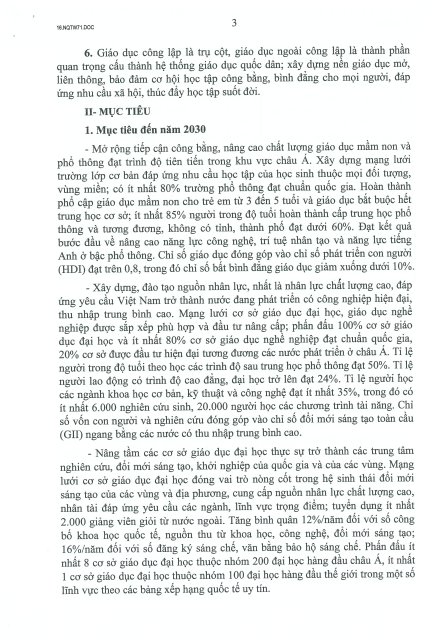 16.NQTW71.DOC
3
6. Giáo dục công lập là trụ cột, giáo dục ngoài công lập là thành phần
quan trọng cấu thành hệ thống giáo dục quốc dân; xây dựng nền giáo dục mở,
liên thông, bảo đảm cơ hội học tập công bằng, bình đẳng cho mọi người, đáp
ứng nhu cầu xã hội, thúc đẩy học tập suốt đời.
II- MỤC TIÊU
1. Mục tiêu đến năm 2030
- Mở rộng tiếp cận công bằng, nâng cao chất lượng giáo dục mầm non và
phổ thông đạt trình độ tiên tiến trong khu vực châu Á. Xây dựng mạng lưới
trường lớp cơ bản đáp ứng nhu cầu học tập của học sinh thuộc mọi đối tượng,
vùng miền; có ít nhất 80% trường phổ thông đạt chuẩn quốc gia. Hoàn thành
phổ cập giáo dục mầm non cho trẻ em từ 3 đến 5 tuổi và giáo dục bắt buộc hết
trung học cơ sở; ít nhất 85% người trong độ tuổi hoàn thành cấp trung học phổ
thông và tương đương, không có tỉnh, thành phố đạt dưới 60%. Đạt kết quả
bước đầu về nâng cao năng lực công nghệ, trí tuệ nhân tạo và năng lực tiếng
Anh ở bậc phổ thông. Chỉ số giáo dục đóng góp vào chỉ số phát triển con người
(HDI) đạt trên 0,8, trong đó chỉ số bất bình đẳng giáo dục giảm xuống dưới 10%.
- Xây dựng, đào tạo nguồn nhân lực, nhất là nhân lực chất lượng cao, đáp
ứng yêu cầu Việt Nam trở thành nước đang phát triển có công nghiệp hiện đại,
thu nhập trung bình cao. Mạng lưới cơ sở giáo dục đại học, giáo dục nghề
nghiệp được sắp xếp phù hợp và đầu tư nâng cấp; phấn đấu 100% cơ sở giáo
dục đại học và ít nhất 80% cơ sở giáo dục nghề nghiệp đạt chuẩn quốc gia,
20% cơ sở được đầu tư hiện đại tương đương các nước phát triển ở châu Á. Tỉ lệ
người trong độ tuổi theo học các trình độ sau trung học phổ thông đạt 50%. Tỉ lệ
người lao động có trình độ cao đẳng, đại học trở lên đạt 24%. Tỉ lệ người học
các ngành khoa học cơ bản, kỹ thuật và công nghệ đạt ít nhất 35%, trong đó có
ít nhất 6.000 nghiên cứu sinh, 20.000 người học các chương trình tài năng. Chỉ
số vốn con người và nghiên cứu đóng góp vào chỉ số đổi mới sáng tạo toàn cầu
(GII) ngang bằng các nước có thu nhập trung bình cao.
- Nâng tầm các cơ sở giáo dục đại học thực sự trở thành các trung tâm
nghiên cứu, đổi mới sáng tạo, khởi nghiệp của quốc gia và của các vùng. Mạng
lưới cơ sở giáo dục đại học đóng vai trò nòng cốt trong hệ sinh thái đổi mới
sáng tạo của các vùng và địa phương, cung cấp nguồn nhân lực chất lượng cao,
nhân tài đáp ứng yêu cầu các ngành, lĩnh vực trọng điểm; tuyển dụng ít nhất
2.000 giảng viên giỏi từ nước ngoài. Tăng bình quân 12%/năm đối với số công
bố khoa học quốc tế, nguồn thu từ khoa học, công nghệ, đổi mới sáng tạo;
16%/năm đối với số đăng ký sáng chế, văn bằng bảo hộ sáng chế. Phấn đấu ít
nhất 8 cơ sở giáo dục đại học thuộc nhóm 200 đại học hàng đầu châu Á, ít nhất
1 cơ sở giáo dục đại học thuộc nhóm 100 đại học hàng đầu thế giới trong một số
lĩnh vực theo các bảng xếp hạng quốc tế uy tín.